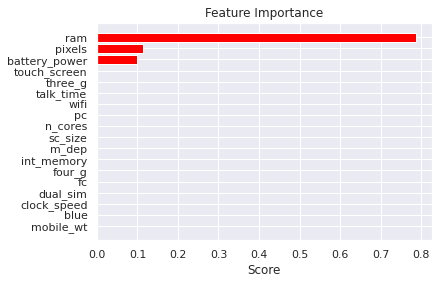 Feature Importance
ram
pixels
battery_power
touch_screen
three_g
talk_time
wifi
pc
n_cores
sc_size
m_dep
int_memory
four_g
fc
dual_sim
clock_speed
blue
mobile_wt
0.0 0.1 0.2 0.3 0.4 0.5 0.6 0.7 0.8
Score